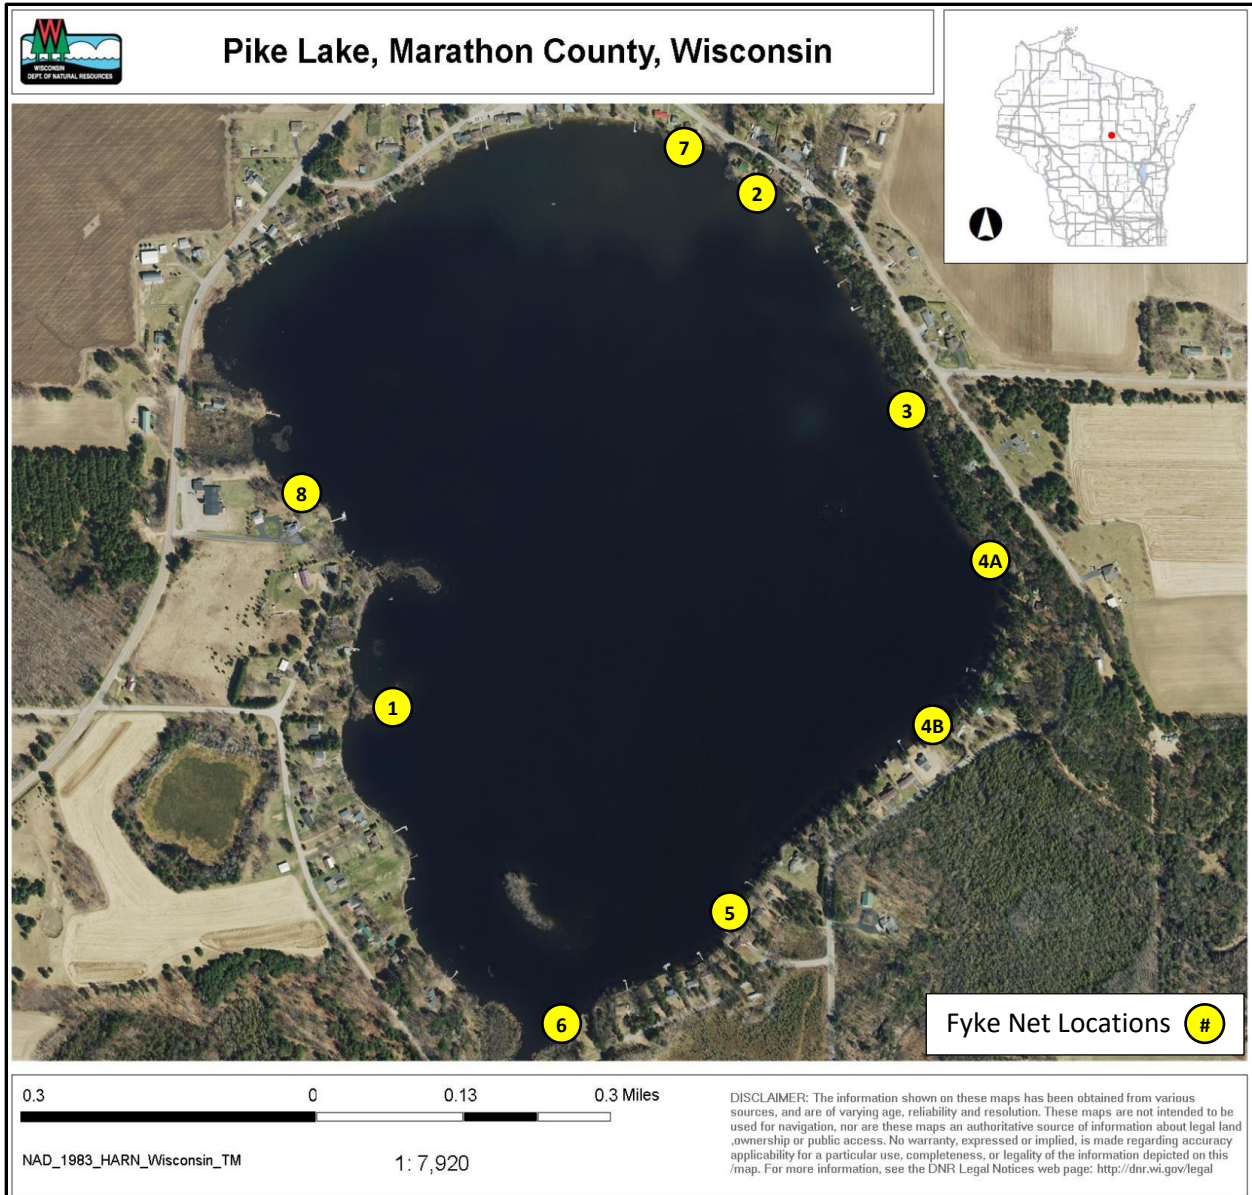 WISCONSIN
DEPT. OF NATURAL RESOURCES
Pike Lake, Marathon County, Wisconsin
7
2
3
8
4A
1
4B
5
6
Fyke Net Locations #
0.3 0 0.13 0.3 Miles
NAD_1983_HARN_Wisconsin_TM
1: 7,920
DISCLAIMER: The information shown on these maps has been obtained from various
sources, and are of varying age, reliability and resolution. These maps are not intended to be
used for navigation, nor are these maps an authoritative source of information about legal land
,ownership or public access. No warranty, expressed or implied, is made regarding accuracy
applicability for a particular use, completeness, or legality of the information depicted on this
/map. For more information, see the DNR Legal Notices web page: http://dnr.wi.gov/legal